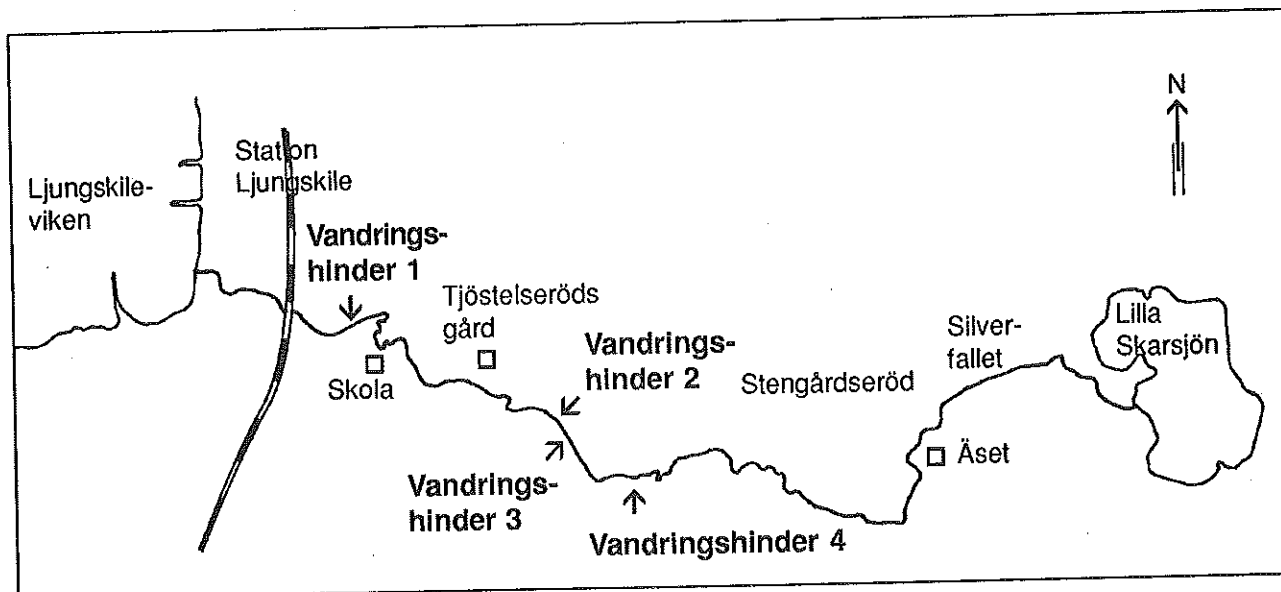 N
Station
Ljungskile
Ljungskile-
viken
Vandrings-
hinder 1
Tjöstelseröds
gård
Skola
Vandrings-
hinder 2
Silver-
fallet
Lilla
Skarsjön
Stengårdseröd
Äset
Vandrings-
hinder 3
Vandringshinder 4